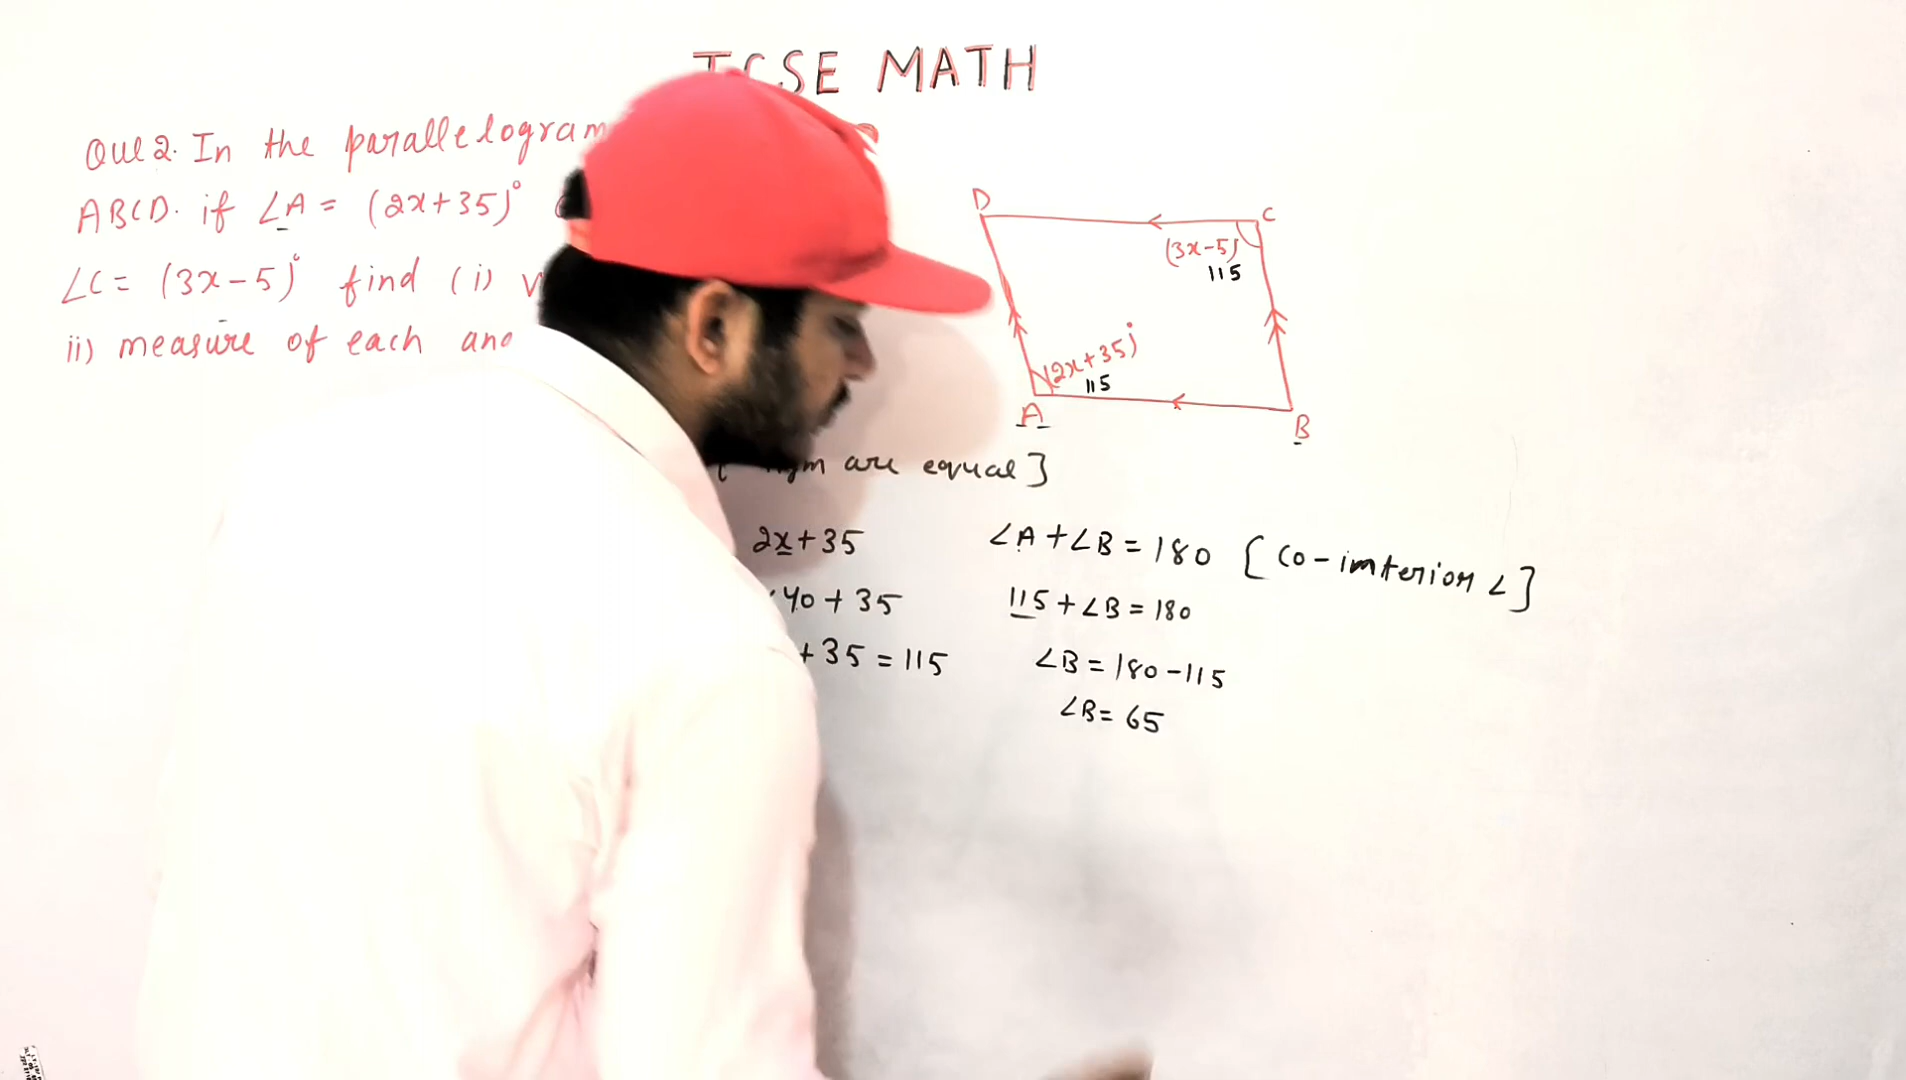 ICSE MATH
Que 2. In the parallelogram
ABCD. if ∠A = (2x+35)°
∠C = (3x-5)° find (i)
ii) measure of each
D
C
(3x-5)
115
(2x+35)°
115
A
B
are equal]
2x+35
40+35
+35=115
∠A+∠B=180 [Co-interior ∠]
115+∠B=180
∠B=180-115
∠B=65